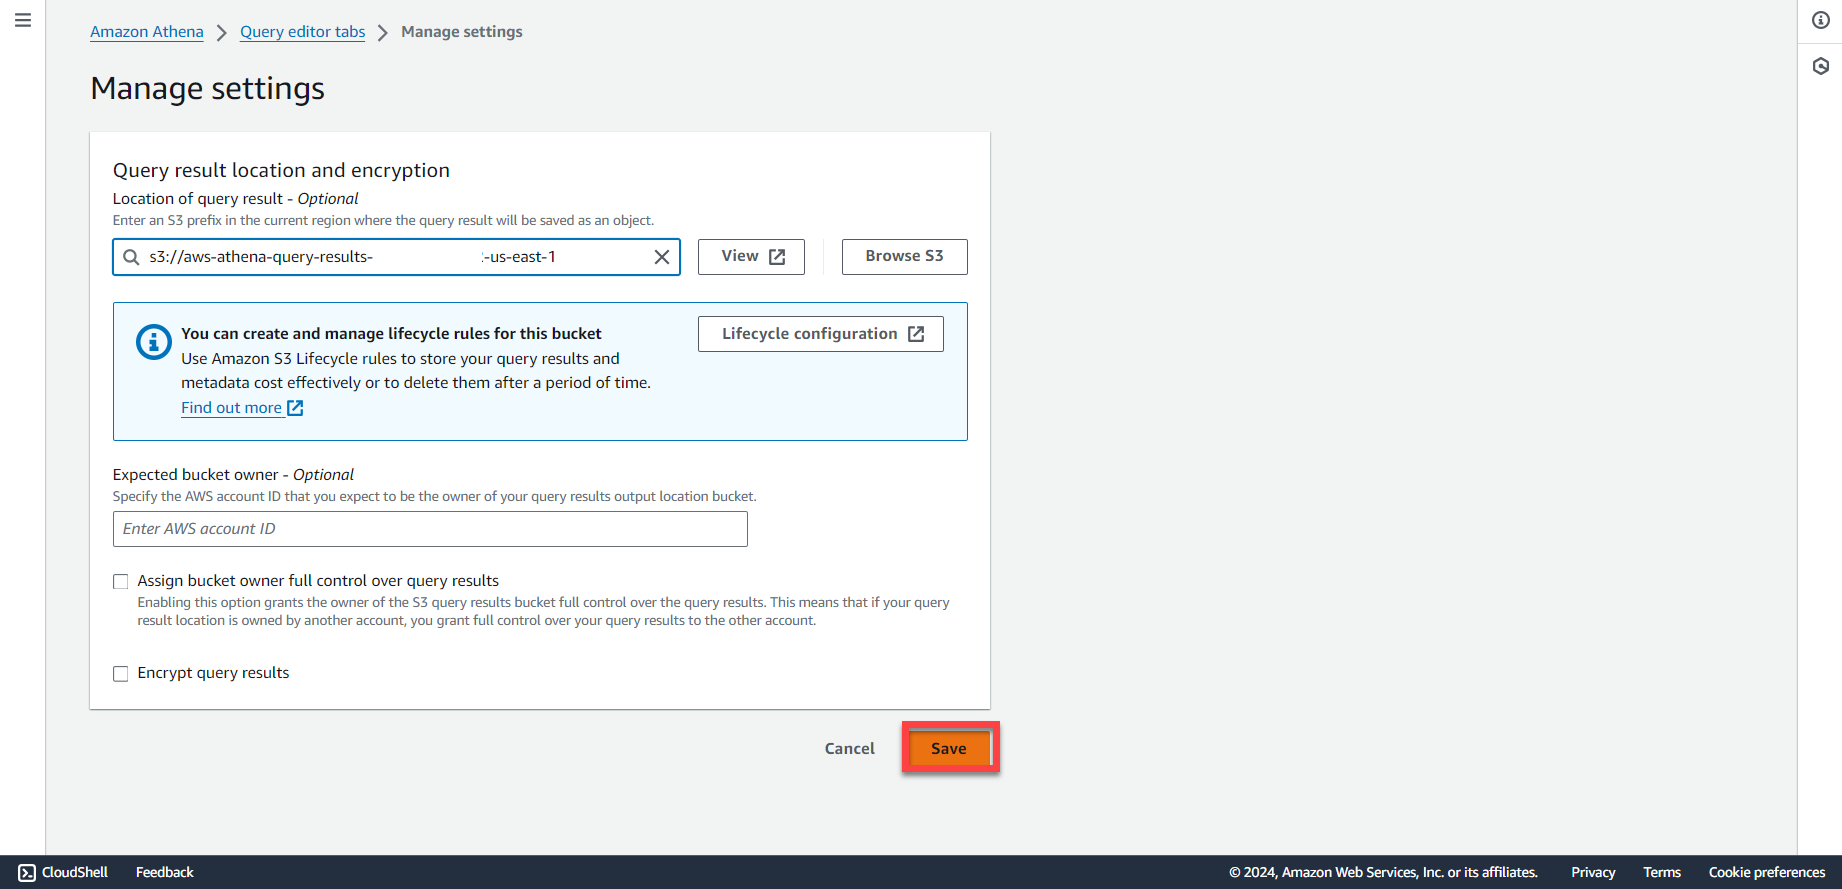 Amazon Athena > Query editor tabs > Manage settings
Manage settings
Query result location and encryption
Location of query result - Optional
Enter an S3 prefix in the current region where the query result will be saved as an object.
s3://aws-athena-query-results- -us-east-1
View
Browse S3
You can create and manage lifecycle rules for this bucket
Lifecycle configuration
Use Amazon S3 Lifecycle rules to store your query results and
metadata cost effectively or to delete them after a period of time.
Find out more
Expected bucket owner - Optional
Specify the AWS account ID that you expect to be the owner of your query results output location bucket.
Enter AWS account ID
Assign bucket owner full control over query results
Enabling this option grants the owner of the S3 query results bucket full control over the query results. This means that if your query
result location is owned by another account, you grant full control over your query results to the other account.
Encrypt query results
Cancel
Save
CloudShell
Feedback
© 2024, Amazon Web Services, Inc. or its affiliates.
Privacy
Terms
Cookie preferences